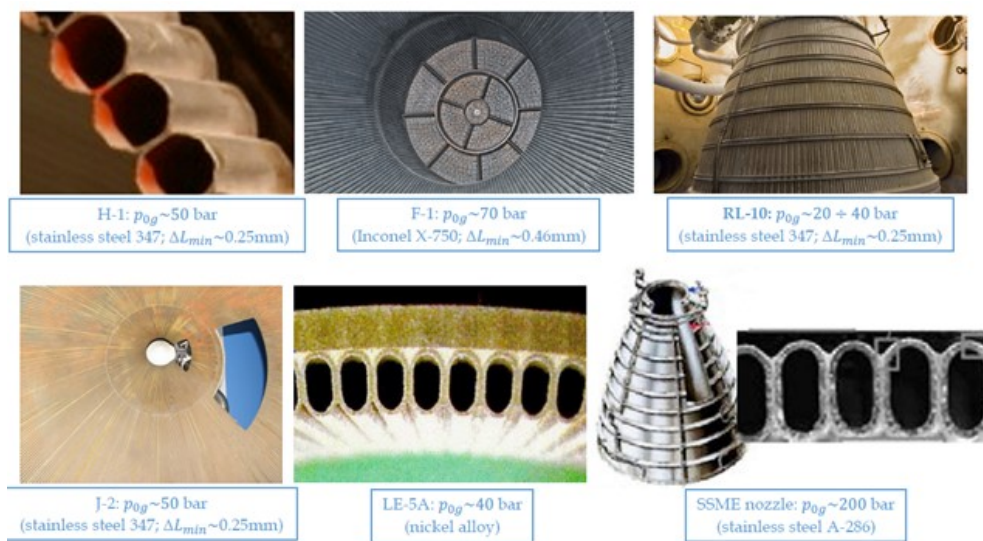 H-1: p0g~50 bar
(stainless steel 347; ΔLmin~0.25mm)
F-1: p0g~70 bar
(Inconel X-750; ΔLmin~0.46mm)
RL-10: p0g~20 ÷ 40 bar
(stainless steel 347; ΔLmin~0.25mm)
J-2: p0g~50 bar
(stainless steel 347; ΔLmin~0.25mm)
LE-5A: p0g~40 bar
(nickel alloy)
SSME nozzle: p0g~200 bar
(stainless steel A-286)